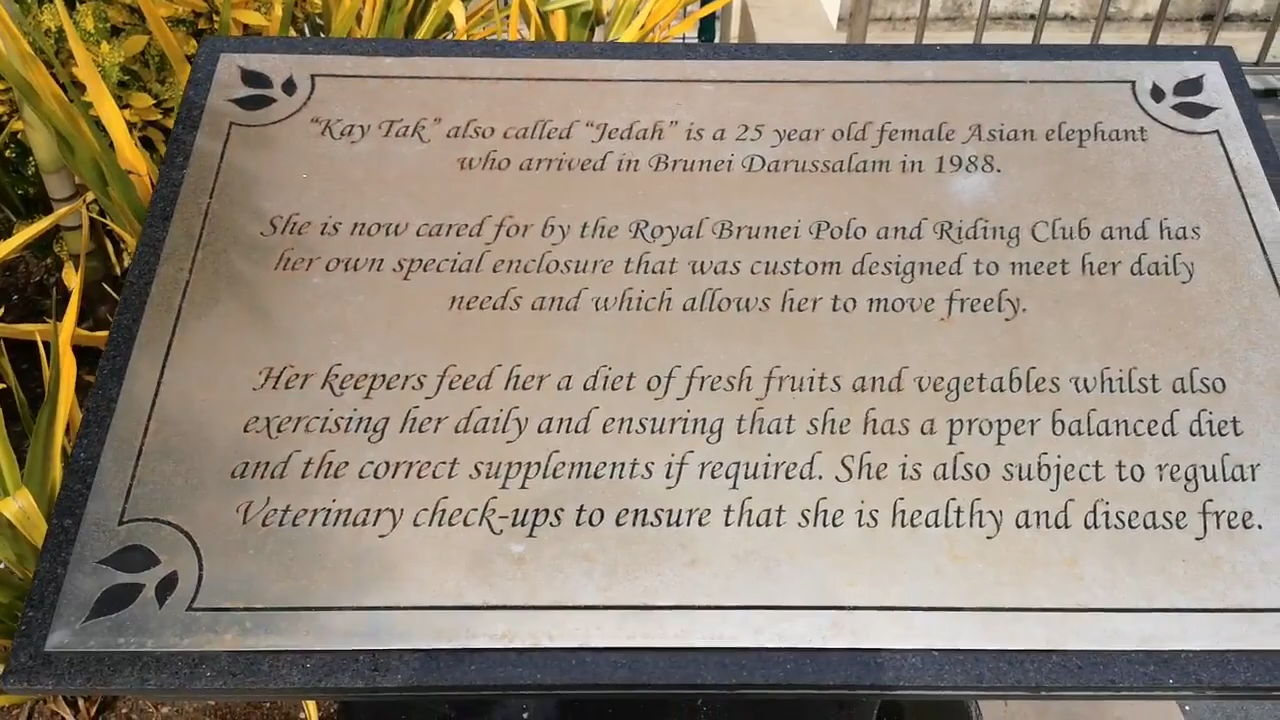 “Kay Tak” also called “Jedah” is a 25 year old female Asian elephant
who arrived in Brunei Darussalam in 1988.
She is now cared for by the Royal Brunei Polo and Riding Club and has
her own special enclosure that was custom designed to meet her daily
needs and which allows her to move freely.
Her keepers feed her a diet of fresh fruits and vegetables whilst also
exercising her daily and ensuring that she has a proper balanced diet
and the correct supplements if required. She is also subject to regular
Veterinary check-ups to ensure that she is healthy and disease free.